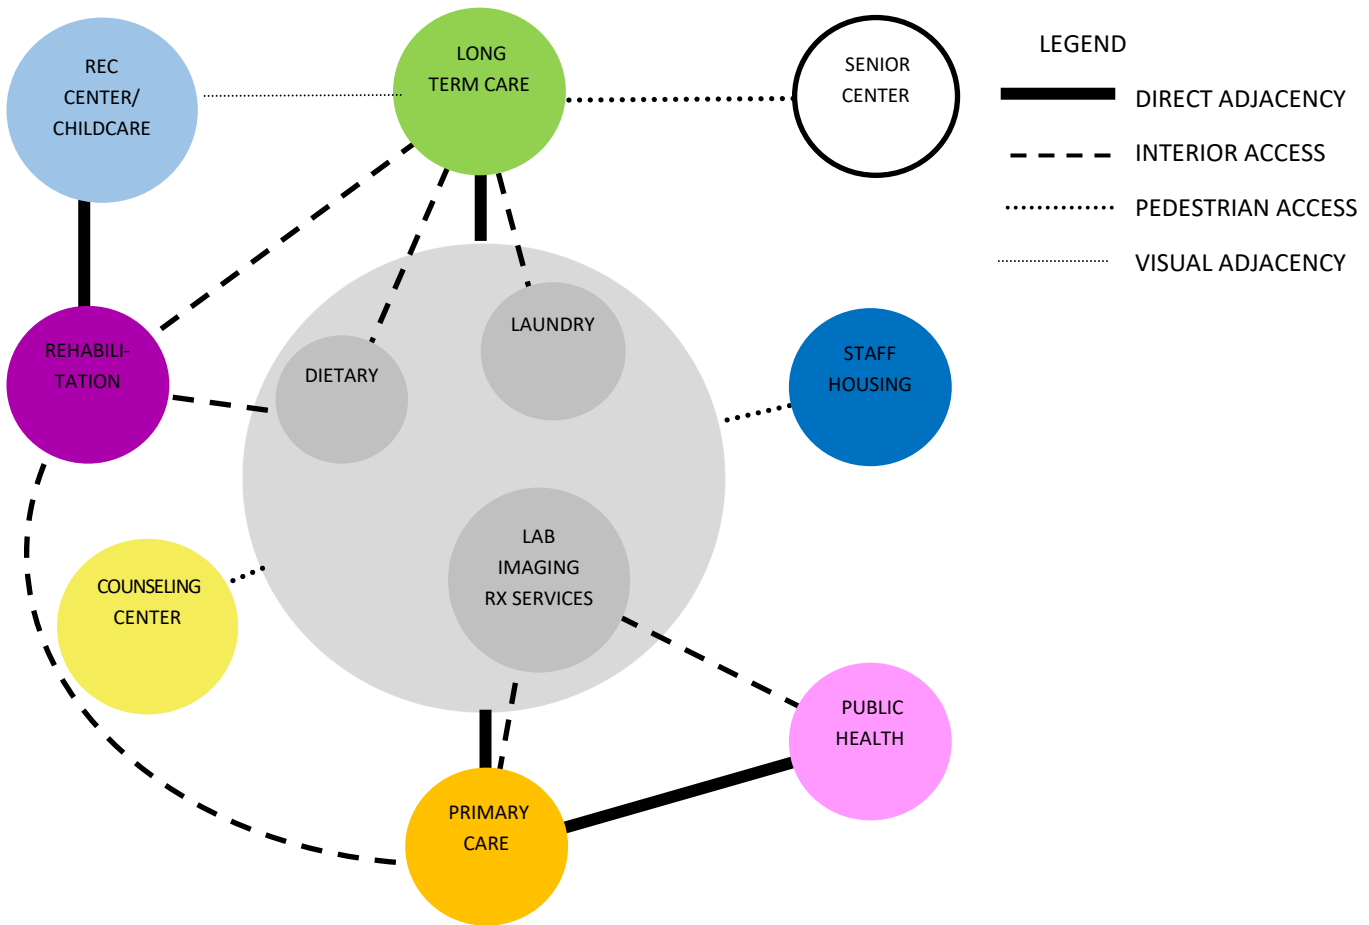 REC
CENTER/
CHILDCARE
LONG
TERM CARE
SENIOR
CENTER
LEGEND
DIRECT ADJACENCY
INTERIOR ACCESS
PEDESTRIAN ACCESS
VISUAL ADJACENCY
REHABILI-
TATION
DIETARY
LAUNDRY
STAFF
HOUSING
COUNSELING
CENTER
LAB
IMAGING
RX SERVICES
PUBLIC
HEALTH
PRIMARY
CARE